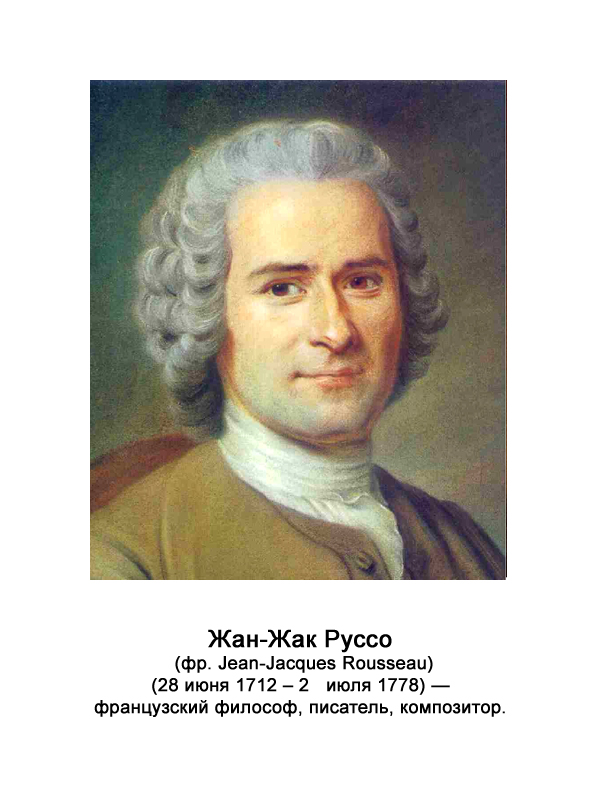 Жан-Жак Руссо
(фр. Jean-Jacques Rousseau)
(28 июня 1712 – 2 июля 1778) —
французский философ, писатель, композитор.